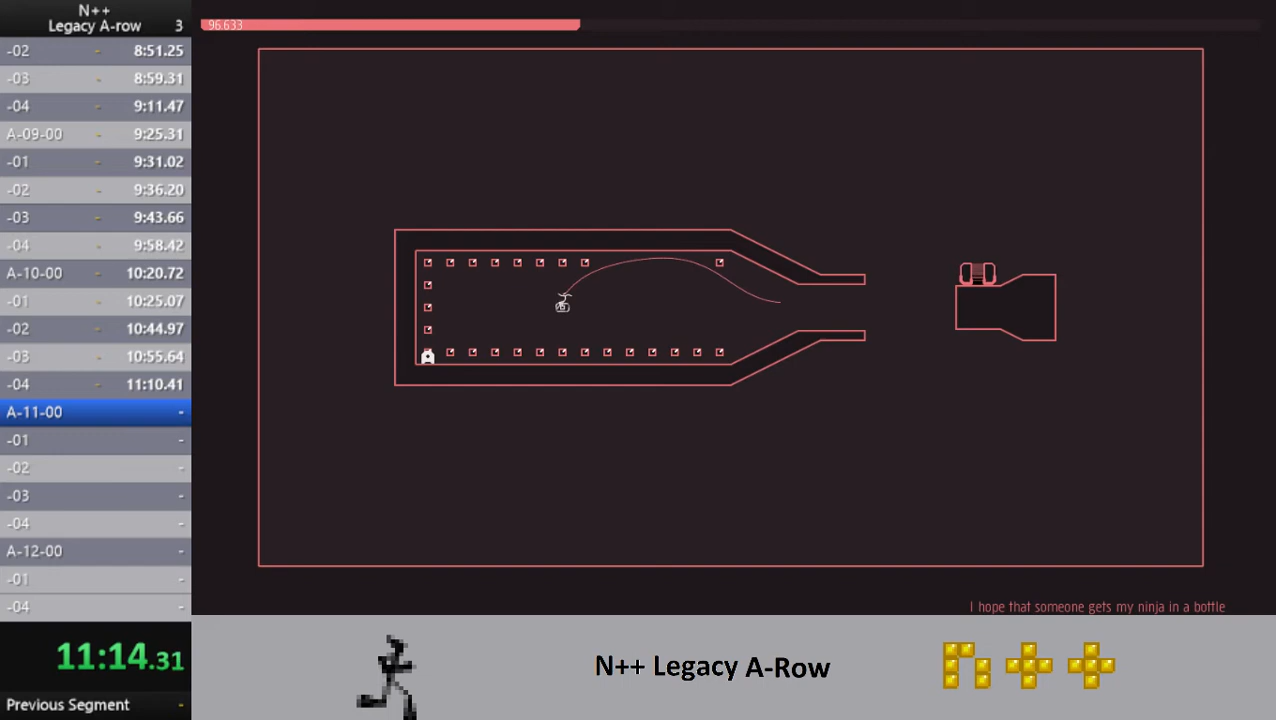 N++
Legacy A-row 3
-02 - 8:51.25
-03 - 8:59.31
-04 - 9:11.47
A-09-00 - 9:25.31
-01 - 9:31.02
-02 - 9:36.20
-03 - 9:43.66
-04 - 9:58.42
A-10-00 - 10:20.72
-01 - 10:25.07
-02 - 10:44.97
-03 - 10:55.64
-04 - 11:10.41
A-11-00 -
-01 -
-02 -
-03 -
-04 -
A-12-00 -
-01 -
-04 -
11:14.31
Previous Segment -
96.633
I hope that someone gets my ninja in a bottle
N++ Legacy A-Row
n++